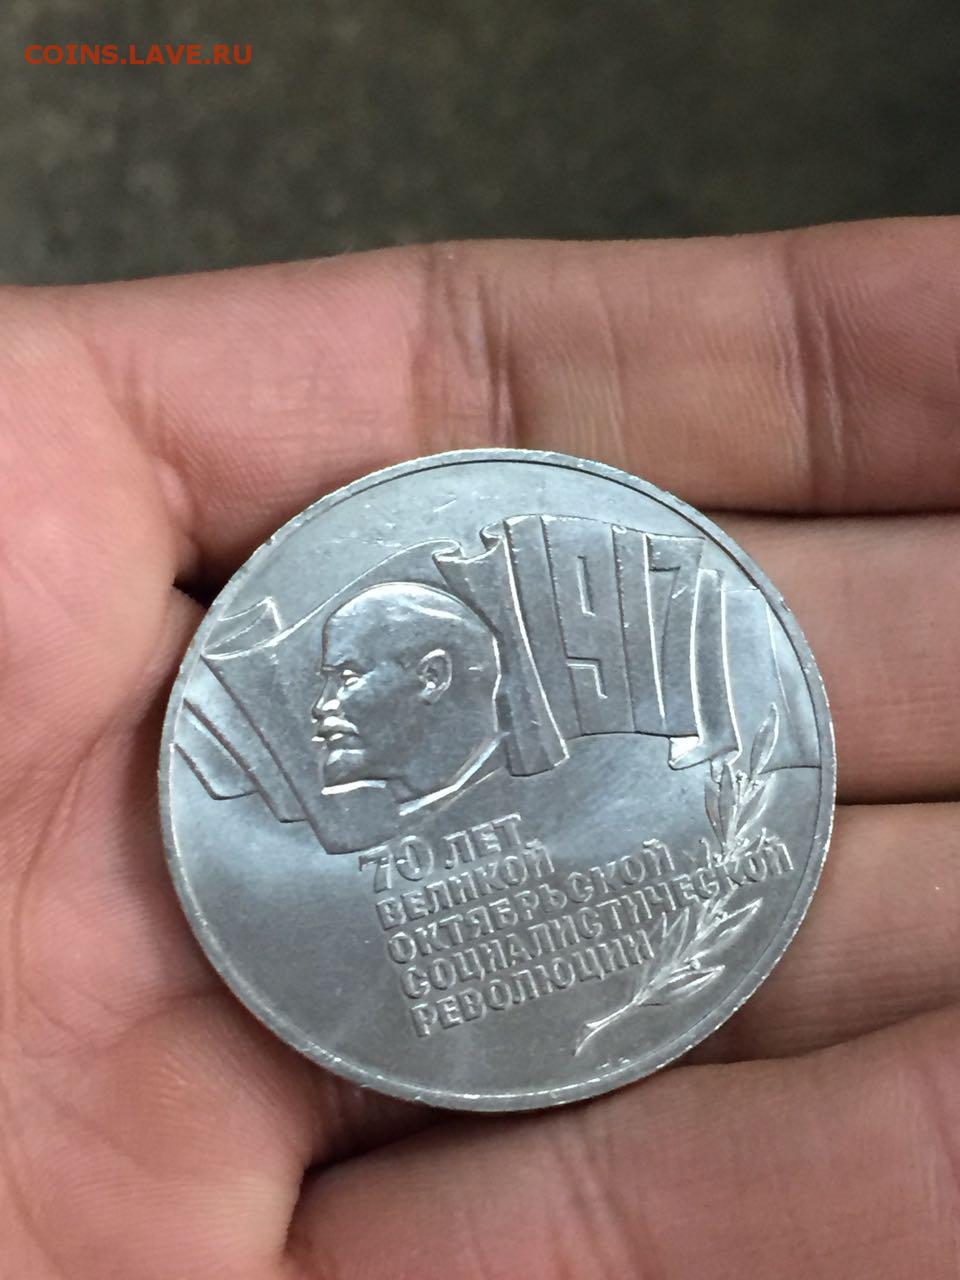 COINS.LAVE.RU
1917
70 ЛЕТ
ВЕЛИКОЙ
ОКТЯБРЬСКОЙ
СОЦИАЛИСТИЧЕСКОЙ
РЕВОЛЮЦИИ